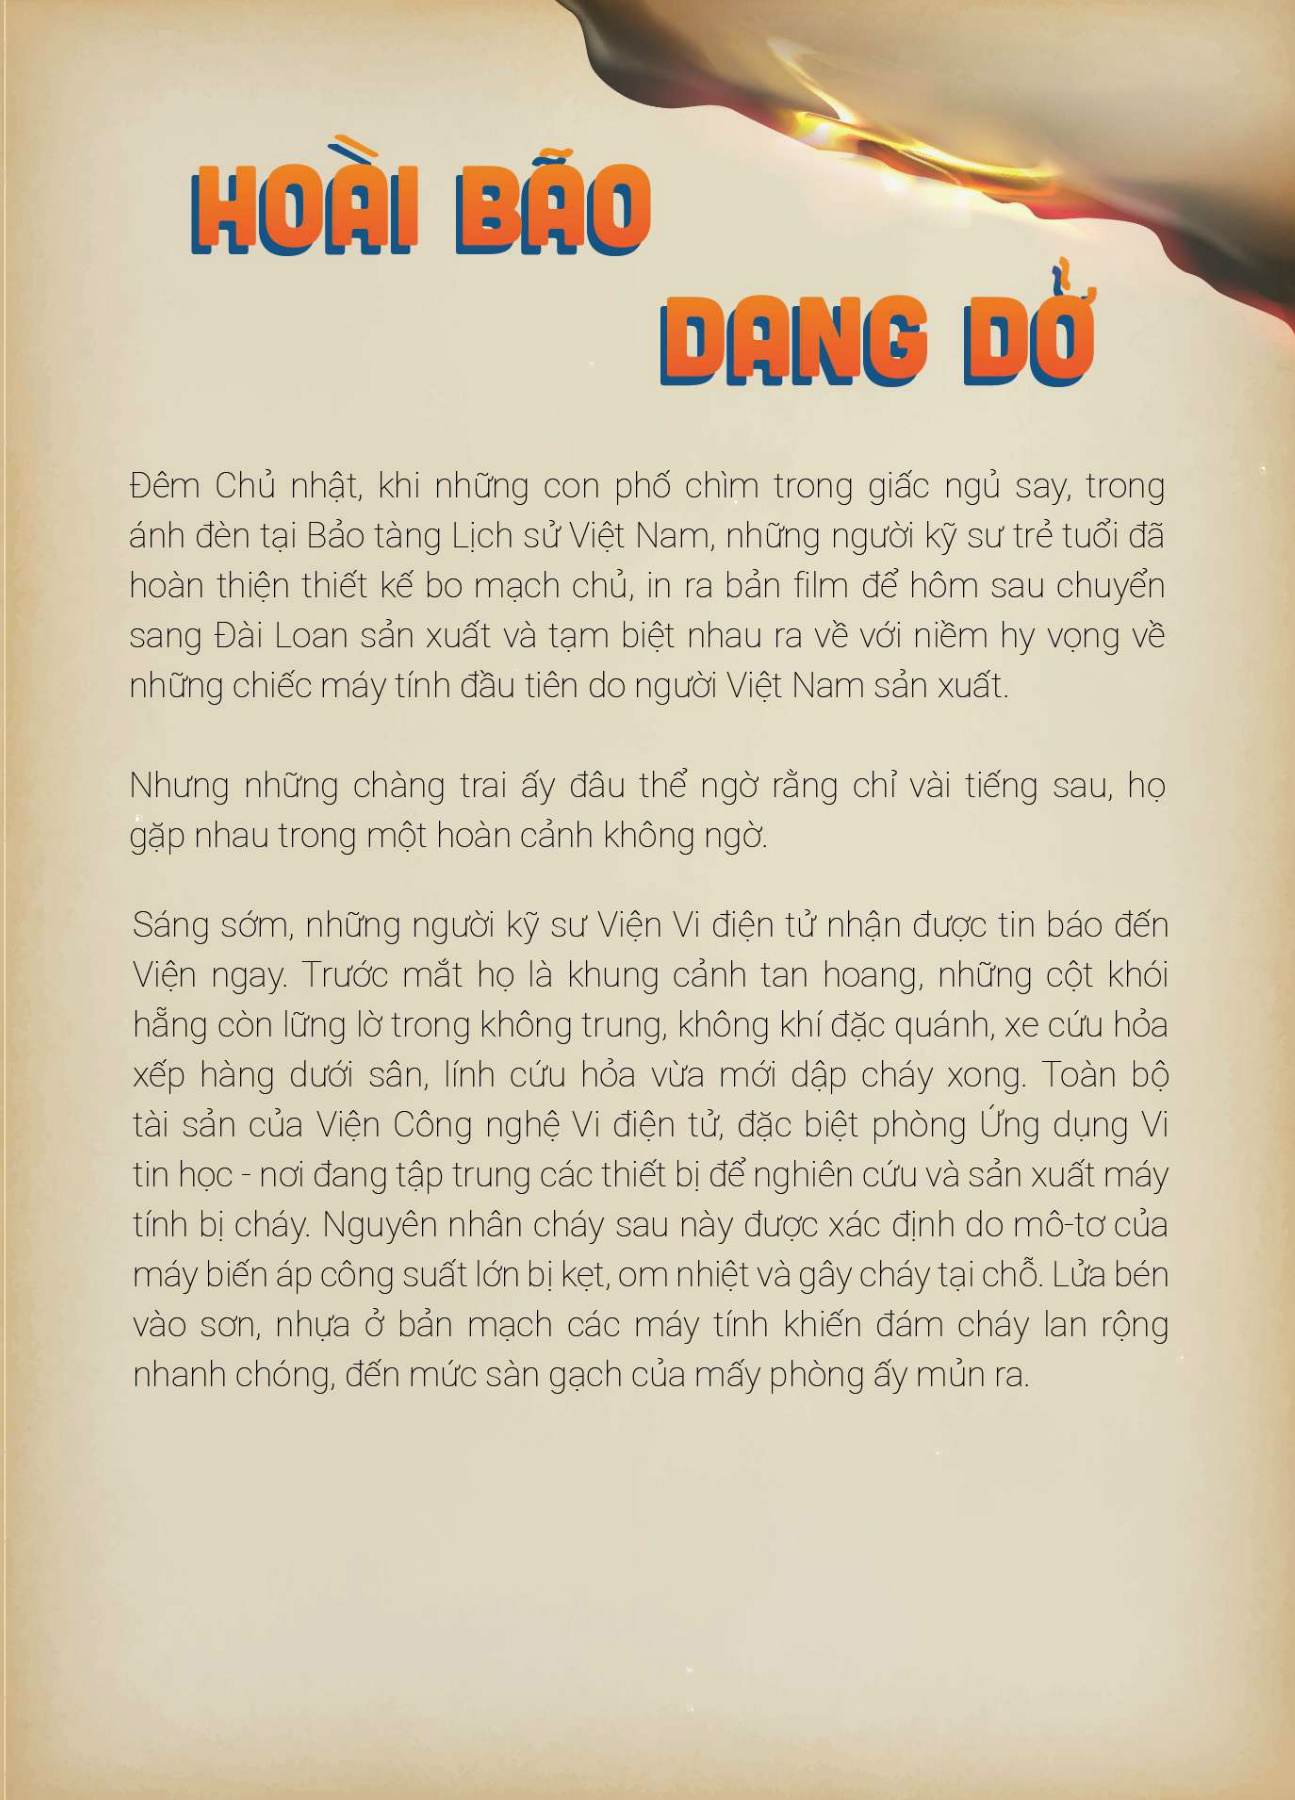 HOÀI BÃO
DANG DỞ
Đêm Chủ nhật, khi những con phố chìm trong giấc ngủ say, trong
ánh đèn tại Bảo tàng Lịch sử Việt Nam, những người kỹ sư trẻ tuổi đã
hoàn thiện thiết kế bo mạch chủ, in ra bản film để hôm sau chuyển
sang Đài Loan sản xuất và tạm biệt nhau ra về với niềm hy vọng về
những chiếc máy tính đầu tiên do người Việt Nam sản xuất.
Nhưng những chàng trai ấy đâu thể ngờ rằng chỉ vài tiếng sau, họ
gặp nhau trong một hoàn cảnh không ngờ.
Sáng sớm, những người kỹ sư Viện Vi điện tử nhận được tin báo đến
Viện ngay. Trước mắt họ là khung cảnh tan hoang, những cột khói
hẵng còn lững lờ trong không trung, không khí đặc quánh, xe cứu hỏa
xếp hàng dưới sân, lính cứu hỏa vừa mới dập cháy xong. Toàn bộ
tài sản của Viện Công nghệ Vi điện tử, đặc biệt phòng Ứng dụng Vi
tin học - nơi đang tập trung các thiết bị để nghiên cứu và sản xuất máy
tính bị cháy. Nguyên nhân cháy sau này được xác định do mô-tơ của
máy biến áp công suất lớn bị kẹt, om nhiệt và gây cháy tại chỗ. Lửa bén
vào sơn, nhựa ở bản mạch các máy tính khiến đám cháy lan rộng
nhanh chóng, đến mức sàn gạch của mấy phòng ấy mủn ra.